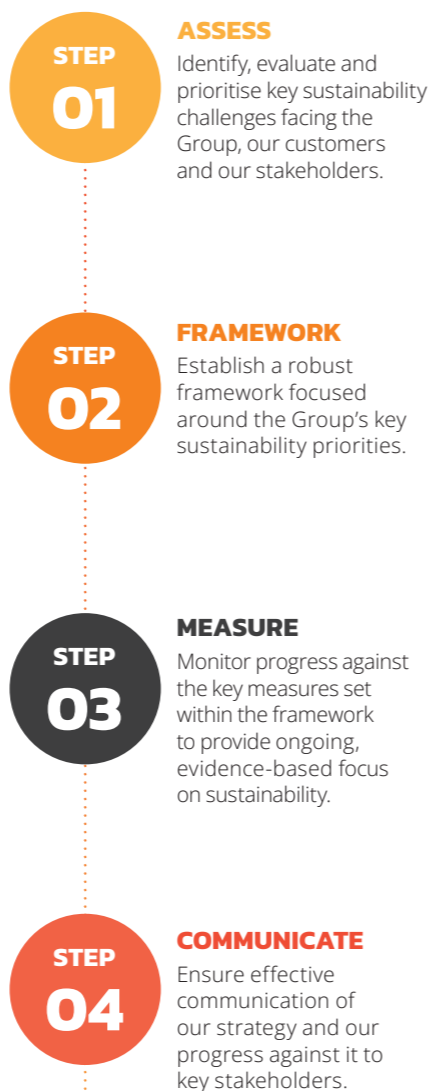 STEP
01
ASSESS
Identify, evaluate and
prioritise key sustainability
challenges facing the
Group, our customers
and our stakeholders.
STEP
02
FRAMEWORK
Establish a robust
framework focused
around the Group’s key
sustainability priorities.
STEP
03
MEASURE
Monitor progress against
the key measures set
within the framework
to provide ongoing,
evidence-based focus
on sustainability.
STEP
04
COMMUNICATE
Ensure effective
communication of
our strategy and our
progress against it to
key stakeholders.